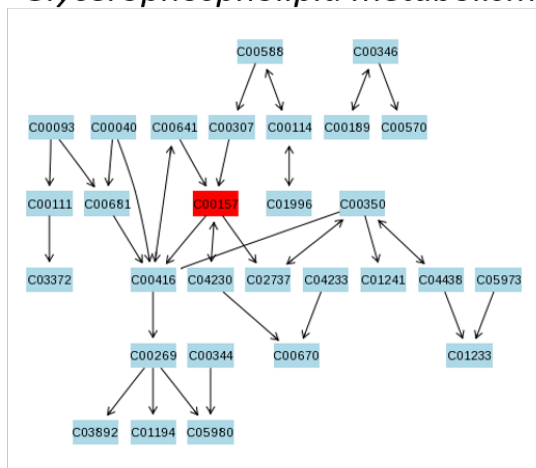 Glycerophospholipid metabolism
C00588 C00346
C00093 C00040 C00641 C00307 C00114 C00189 C00570
C00111 C00681 C00157 C01996 C00350
C03372 C00416 C04230 C02737 C04233 C01241 C04438 C05973
C00269 C00344 C00670 C01233
C03892 C01194 C05980